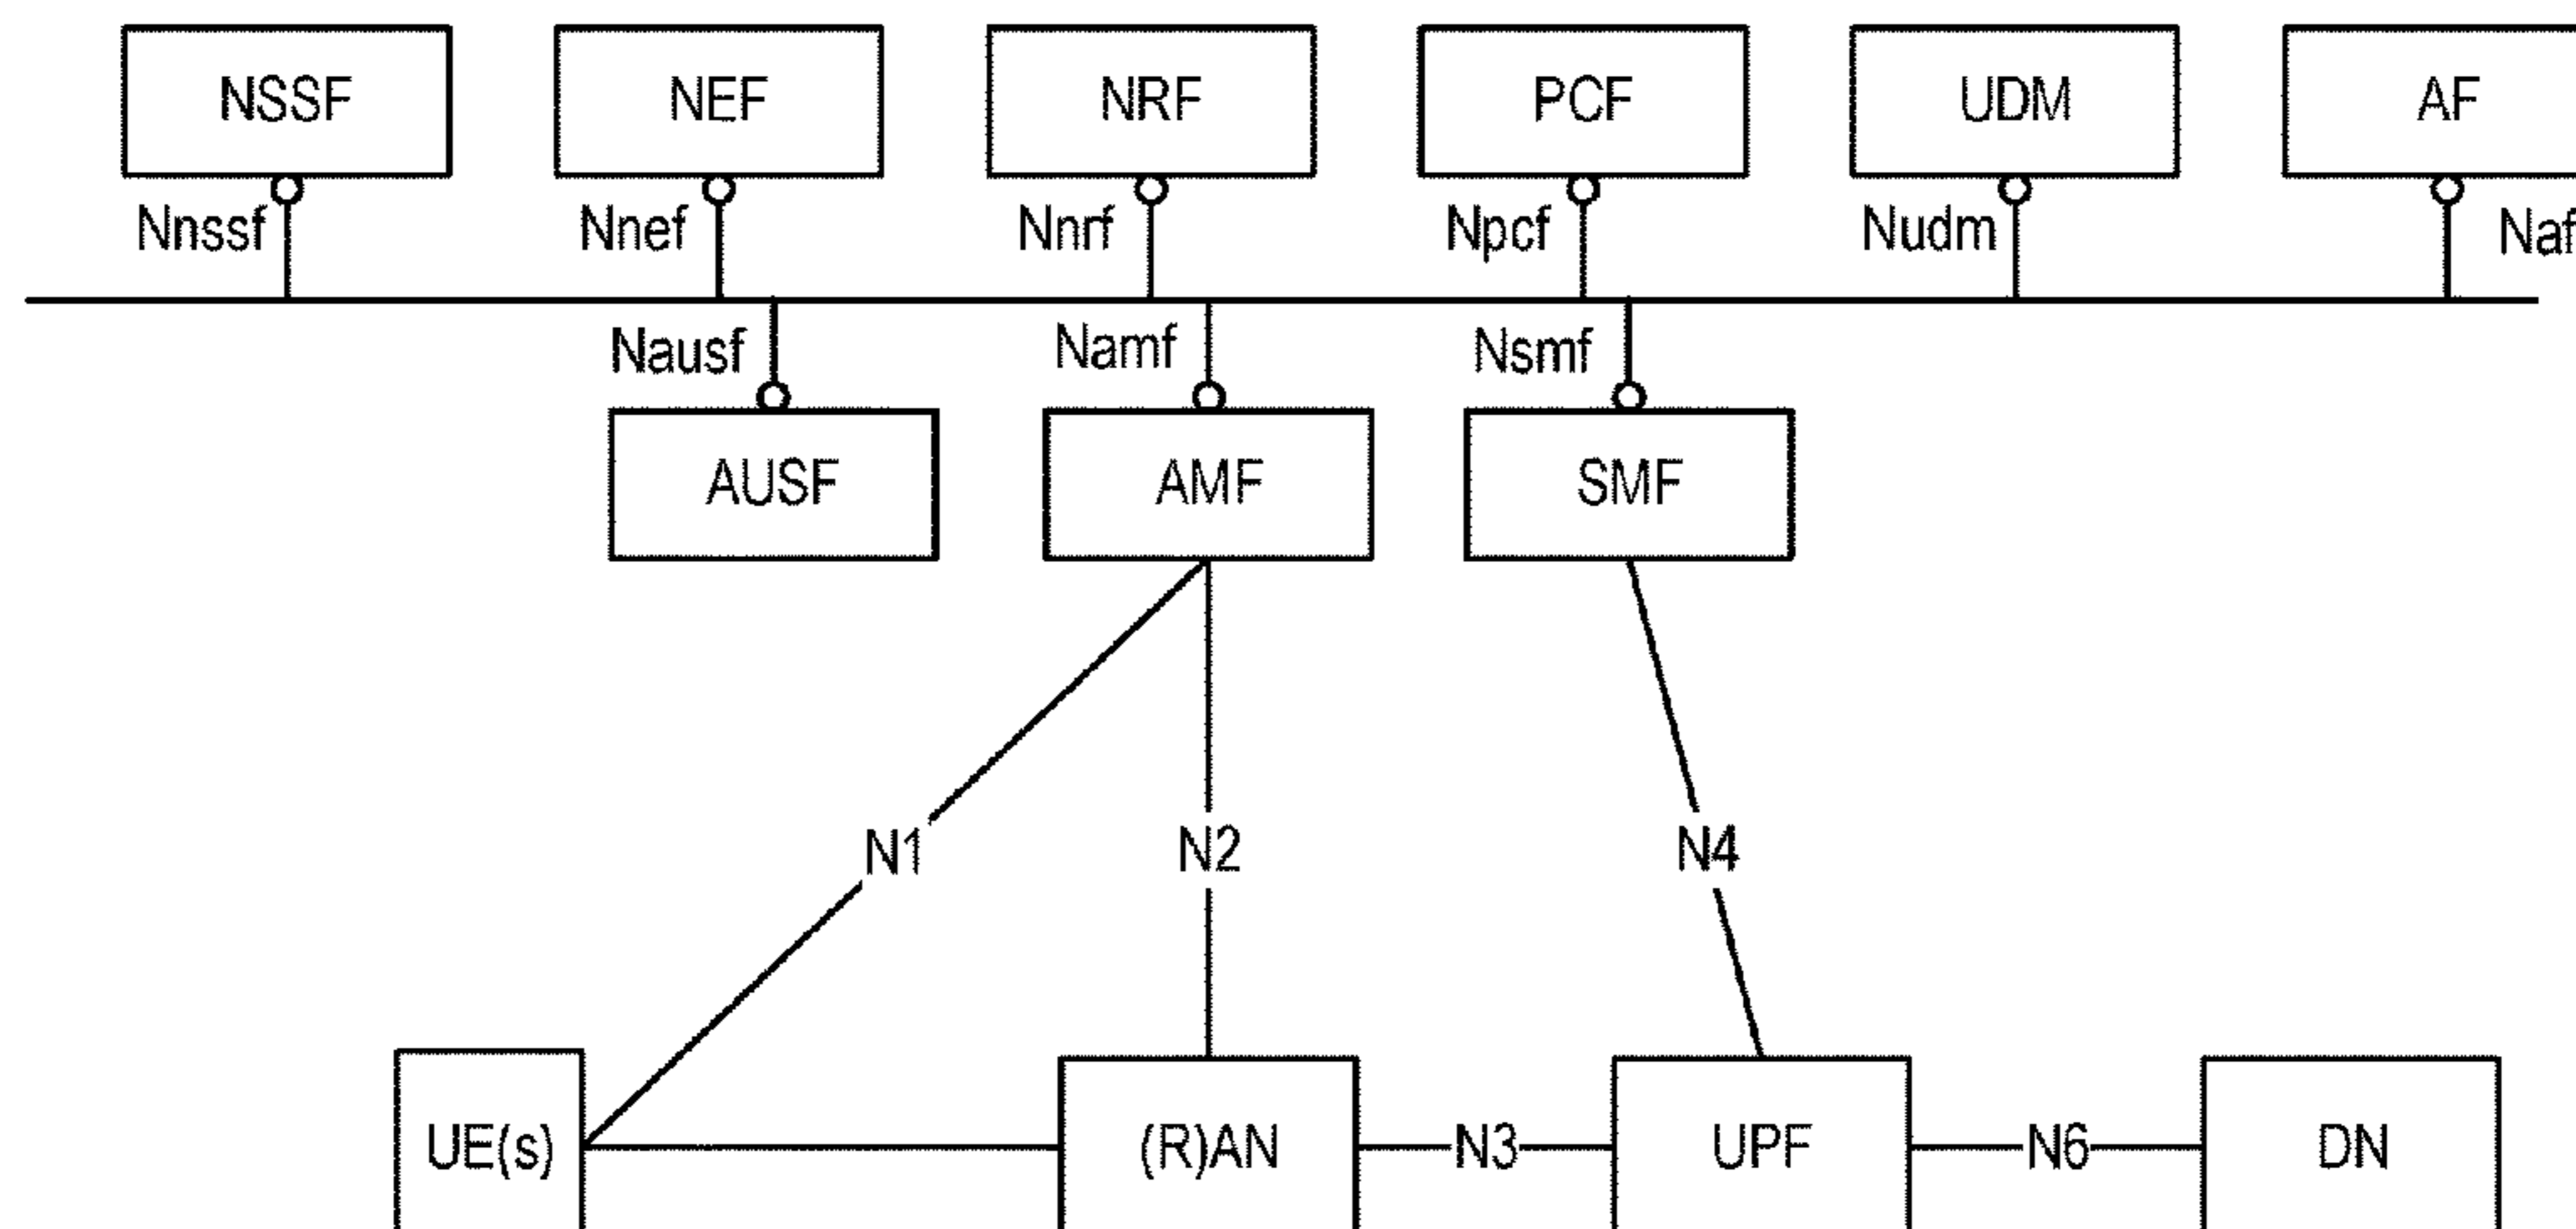 NSSF NEF NRF PCF UDM AF
Nnssf Nnef Nnrf Npcf Nudm Naf
Nausf Namf Nsmf
AUSF AMF SMF
N1 N2 N4
UE(s) (R)AN N3 UPF N6 DN